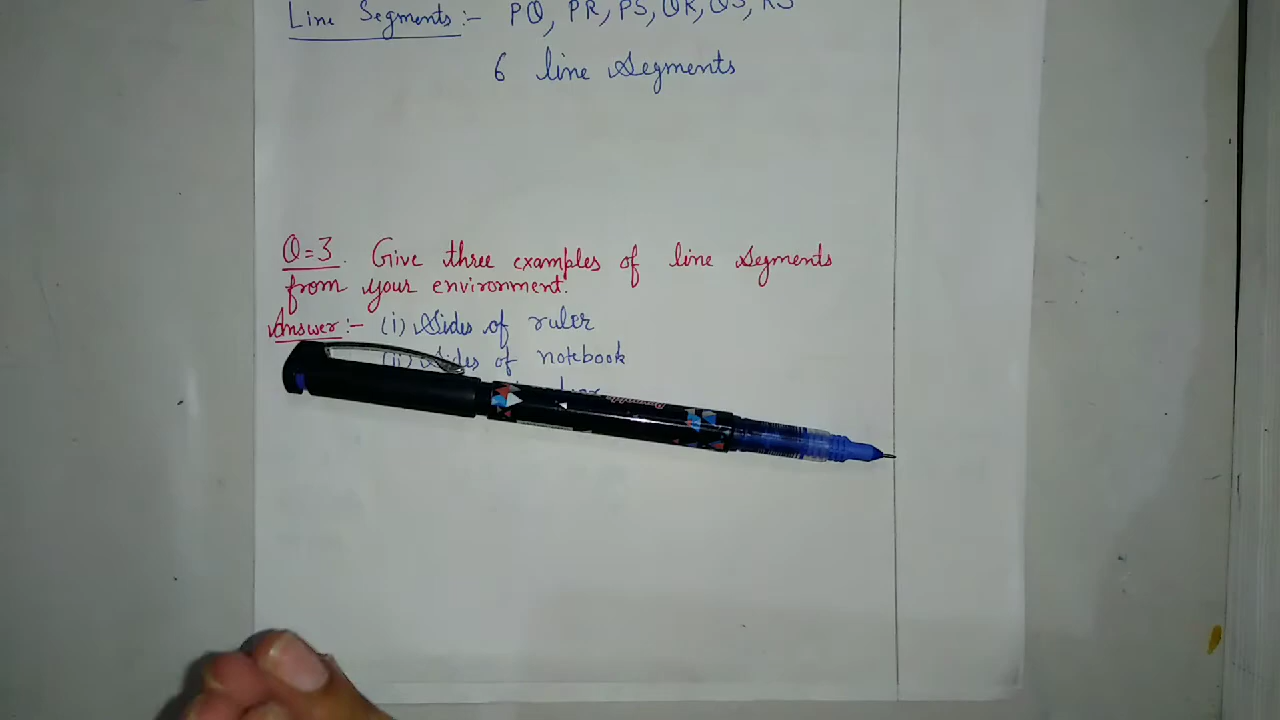 Line Segments :- PQ, PR, PS, QR, QS, RS
6 line Segments
Q=3. Give three examples of line Segments
from your environment.
Answer :- (i) Sides of ruler
(ii) Sides of notebook